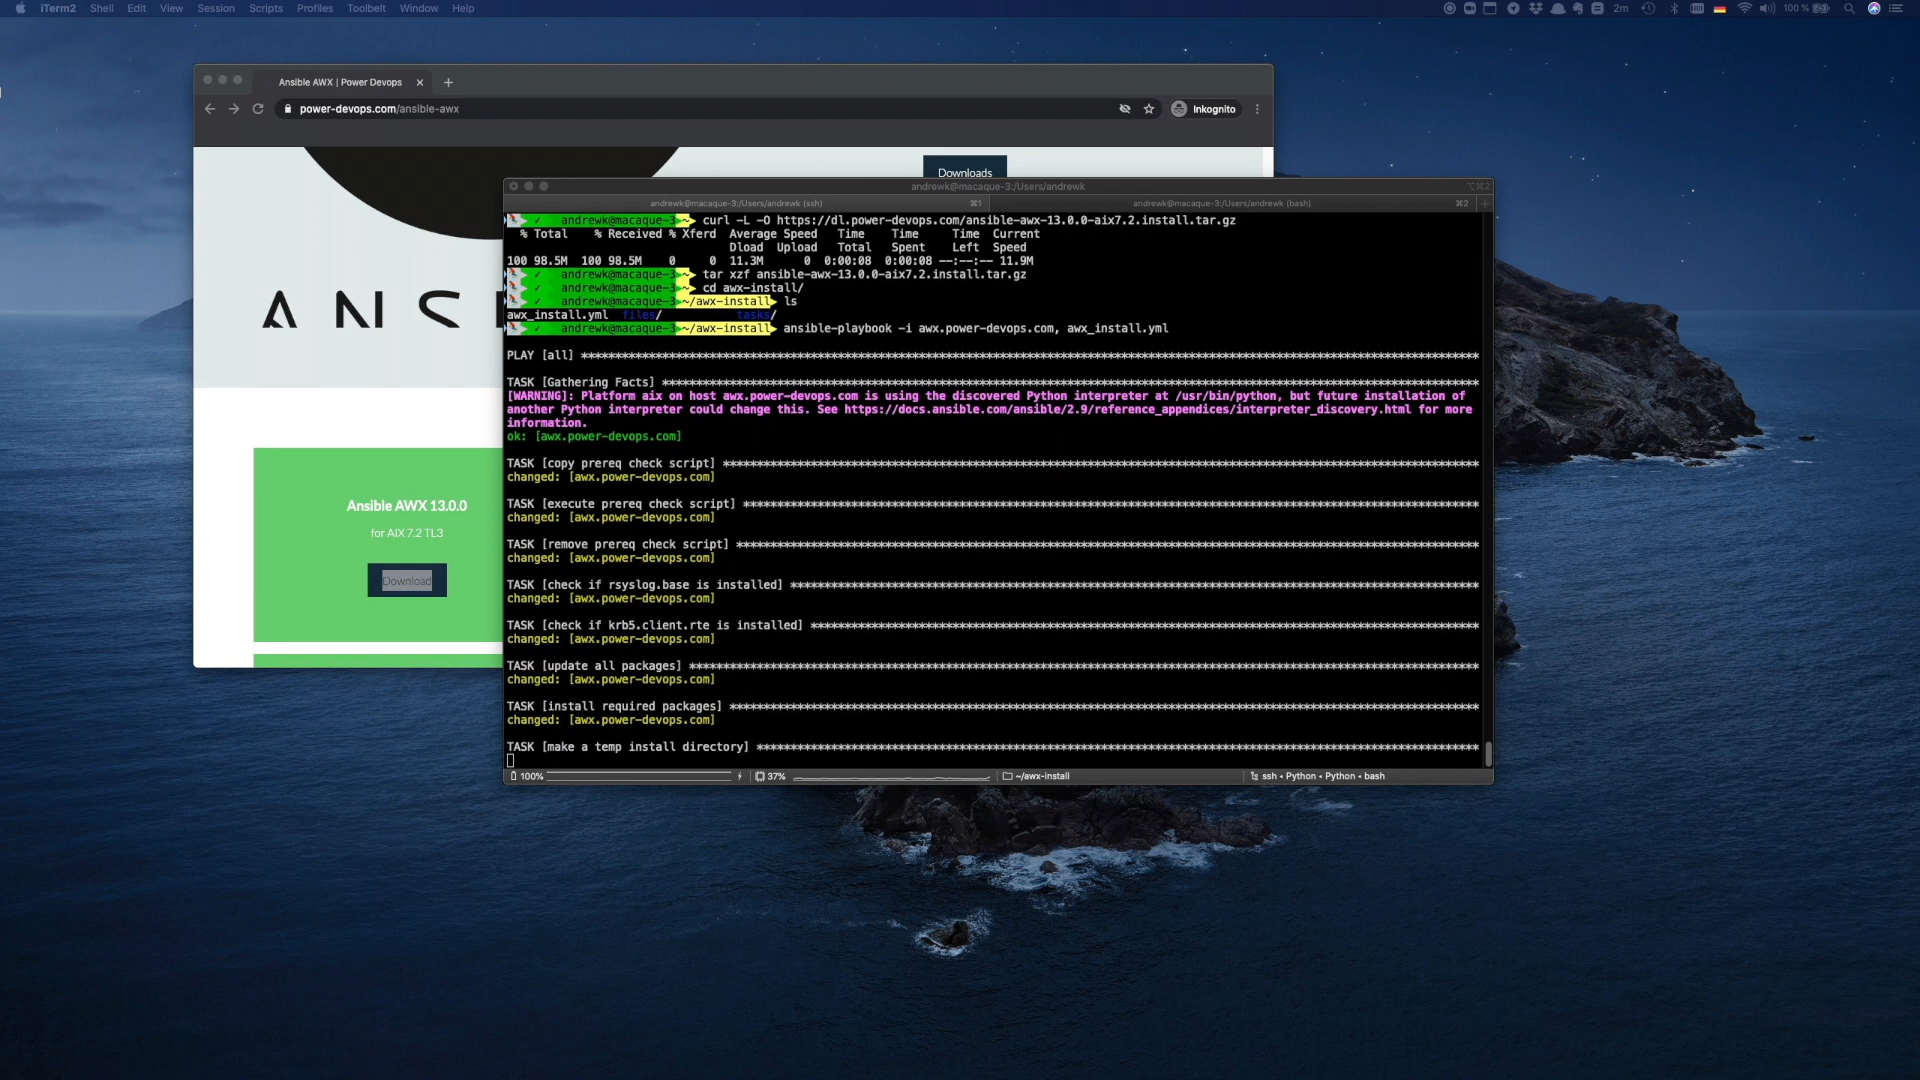 iTerm2 Shell Edit View Session Scripts Profiles Toolbelt Window Help
2m 100 %
Ansible AWX | Power Devops
power-devops.com/ansible-awx
Inkognito
Downloads
ANS
Ansible AWX 13.0.0
for AIX 7.2 TL3
Download
andrewk@macaque-3:/Users/andrewk
⌥⌘2
andrewk@macaque-3:/Users/andrewk (ssh) ⌘1 andrewk@macaque-3:/Users/andrewk (bash) ⌘2
✓ andrewk@macaque-3 ~ curl -L -O https://dl.power-devops.com/ansible-awx-13.0.0-aix7.2.install.tar.gz
% Total % Received % Xferd Average Speed Time Time Time Current
Dload Upload Total Spent Left Speed
100 98.5M 100 98.5M 0 0 11.3M 0 0:00:08 0:00:08 --:--:-- 11.9M
✓ andrewk@macaque-3 ~ tar xzf ansible-awx-13.0.0-aix7.2.install.tar.gz
✓ andrewk@macaque-3 ~ cd awx-install/
✓ andrewk@macaque-3 ~/awx-install ls
awx_install.yml files/ tasks/
✓ andrewk@macaque-3 ~/awx-install ansible-playbook -i awx.power-devops.com, awx_install.yml
PLAY [all] *************************************************************************************************************************************
TASK [Gathering Facts] *************************************************************************************************************************
[WARNING]: Platform aix on host awx.power-devops.com is using the discovered Python interpreter at /usr/bin/python, but future installation of
another Python interpreter could change this. See https://docs.ansible.com/ansible/2.9/reference_appendices/interpreter_discovery.html for more
information.
ok: [awx.power-devops.com]
TASK [copy prereq check script] ****************************************************************************************************************
changed: [awx.power-devops.com]
TASK [execute prereq check script] *************************************************************************************************************
changed: [awx.power-devops.com]
TASK [remove prereq check script] **************************************************************************************************************
changed: [awx.power-devops.com]
TASK [check if rsyslog.base is installed] ******************************************************************************************************
changed: [awx.power-devops.com]
TASK [check if krb5.client.rte is installed] ***************************************************************************************************
changed: [awx.power-devops.com]
TASK [update all packages] *********************************************************************************************************************
changed: [awx.power-devops.com]
TASK [install required packages] ***************************************************************************************************************
changed: [awx.power-devops.com]
TASK [make a temp install directory] ***********************************************************************************************************
100% 37% ~/awx-install ssh ◂ Python ◂ Python ◂ bash